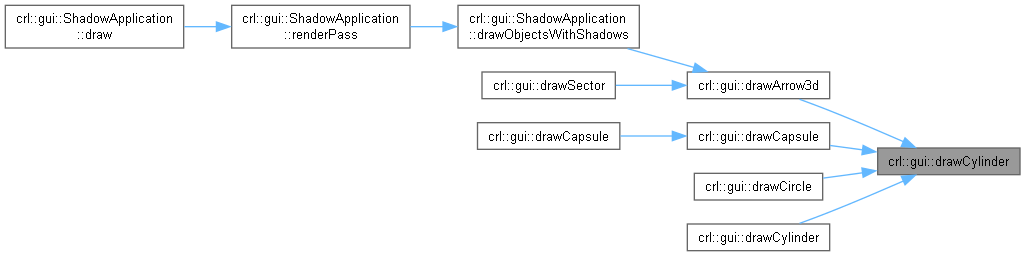 crl::gui::ShadowApplication
::draw
crl::gui::ShadowApplication
::renderPass
crl::gui::ShadowApplication
::drawObjectsWithShadows
crl::gui::drawSector
crl::gui::drawArrow3d
crl::gui::drawCapsule
crl::gui::drawCapsule
crl::gui::drawCylinder
crl::gui::drawCircle
crl::gui::drawCylinder